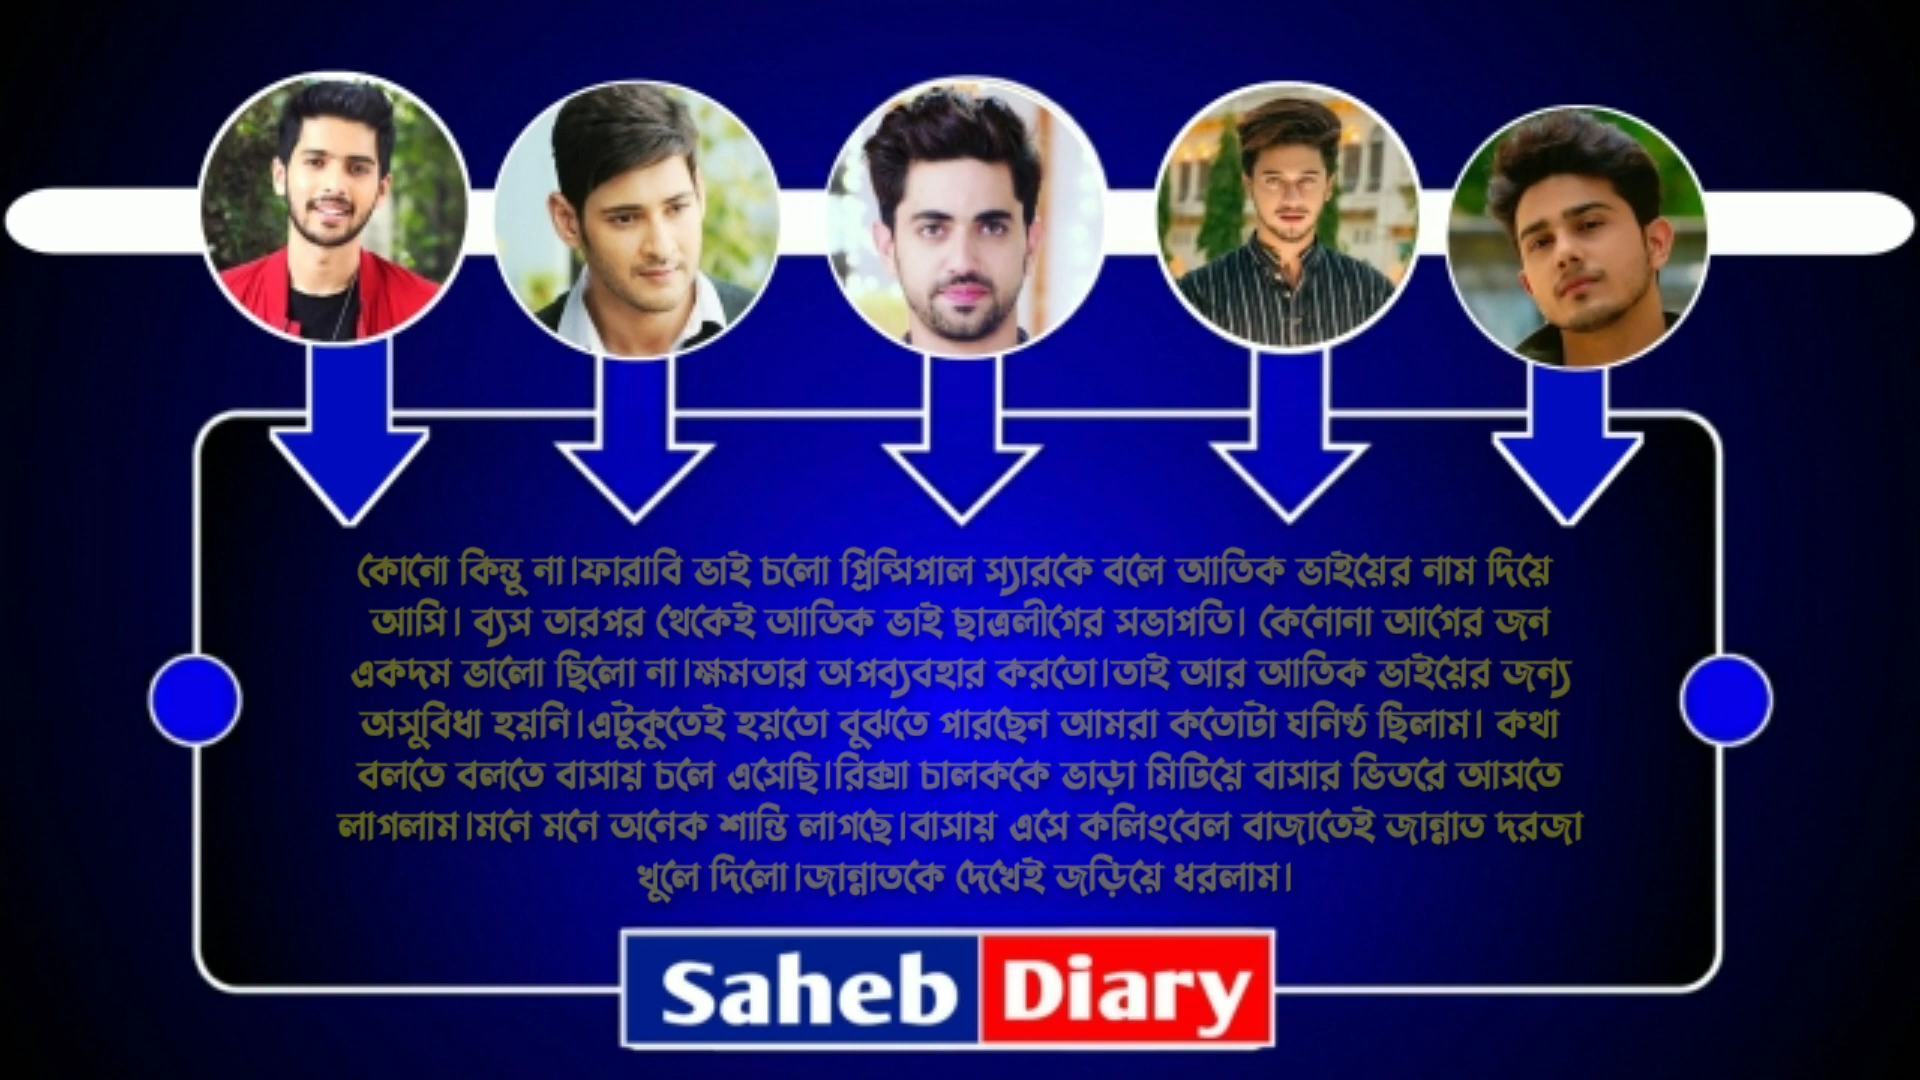 কোনো কিন্তু না।ফারাবি ভাই চলো প্রিন্সিপাল স্যারকে বলে আতিক ভাইয়ের নাম দিয়ে
আসি। ব্যস তারপর থেকেই আতিক ভাই ছাত্রলীগের সভাপতি। কেনোনা আগের জন
একদম ভালো ছিলো না।ক্ষমতার অপব্যবহার করতো।তাই আর আতিক ভাইয়ের জন্য
অসুবিধা হয়নি।এটুকুতেই হয়তো বুঝতে পারছেন আমরা কতোটা ঘনিষ্ঠ ছিলাম। কথা
বলতে বলতে বাসায় চলে এসেছি।রিক্সা চালককে ভাড়া মিটিয়ে বাসার ভিতরে আসতে
লাগলাম।মনে মনে অনেক শান্তি লাগছে।বাসায় এসে কলিংবেল বাজাতেই জান্নাত দরজা
খুলে দিলো।জান্নাতকে দেখেই জড়িয়ে ধরলাম।
Saheb Diary